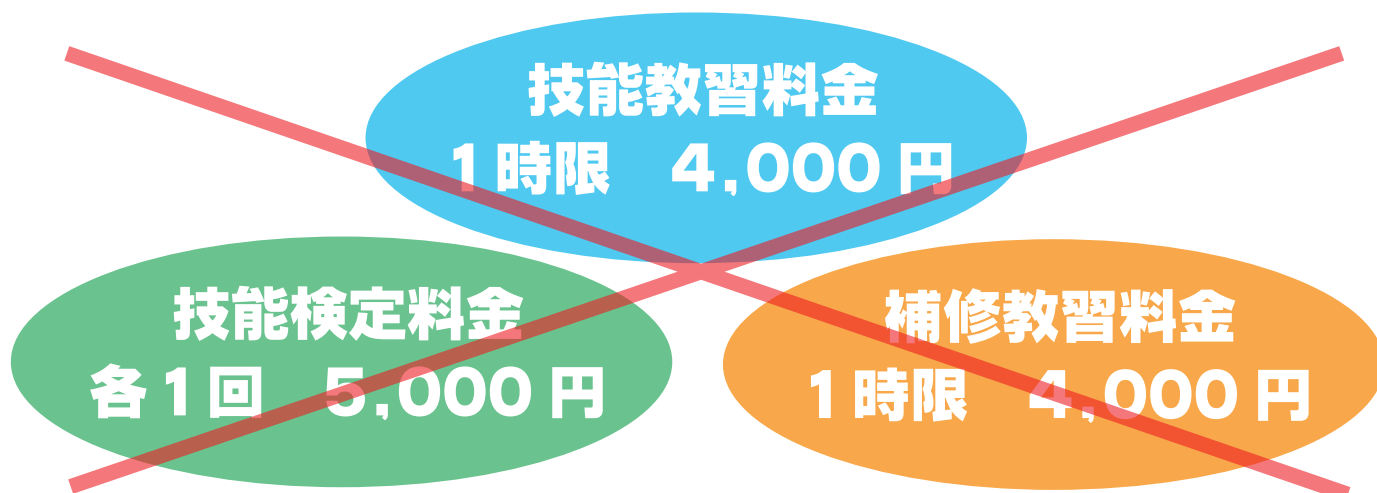 技能教習料金
1時限　4,000円
技能検定料金
各1回　5,000円
補修教習料金
1時限　4,000円